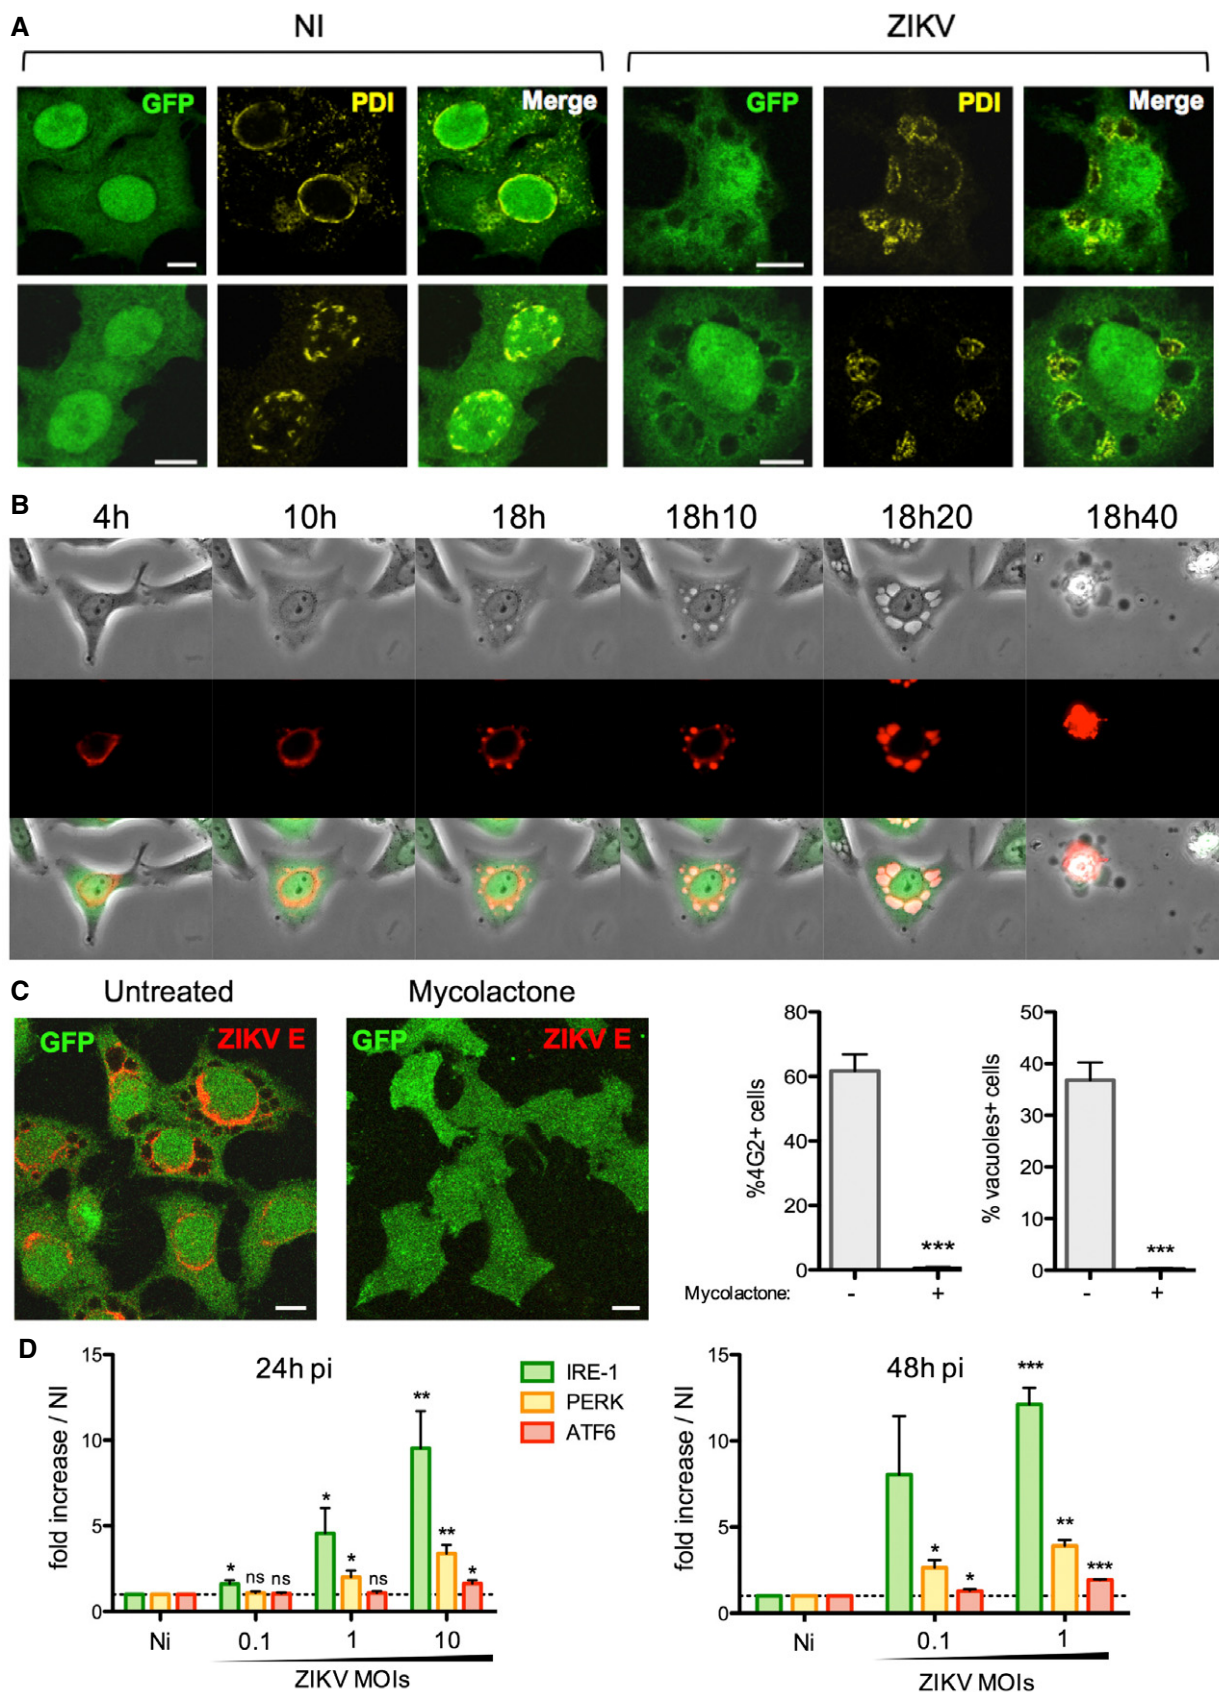 A
NI
ZIKV
GFP
PDI
Merge
GFP
PDI
Merge
B
4h
10h
18h
18h10
18h20
18h40
C
Untreated
Mycolactone
GFP
ZIKV E
GFP
ZIKV E
%4G2+ cells
80
60
40
20
0
***
Mycolactone:
-
+
% vacuoles+ cells
50
40
30
20
10
0
***
-
+
D
24h pi
fold increase / NI
15
10
5
0
*
ns
ns
*
*
ns
**
**
*
Ni
0.1
1
10
ZIKV MOIs
IRE-1
PERK
ATF6
48h pi
fold increase / NI
15
10
5
0
*
*
***
**
***
Ni
0.1
1
ZIKV MOIs